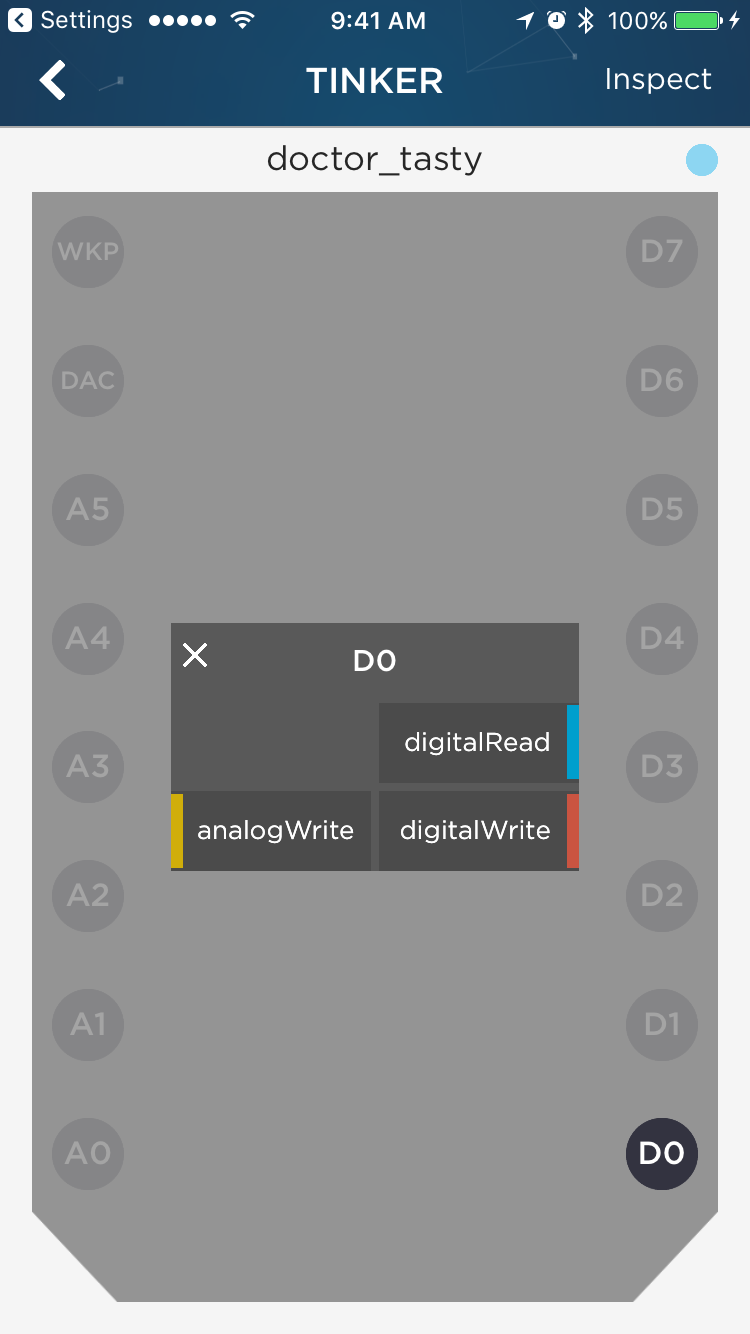 Settings 9:41 AM 100%
TINKER Inspect
doctor_tasty
WKP D7
DAC D6
A5 D5
A4 D4
D0
digitalRead
A3 D3
analogWrite digitalWrite
A2 D2
A1 D1
A0 D0